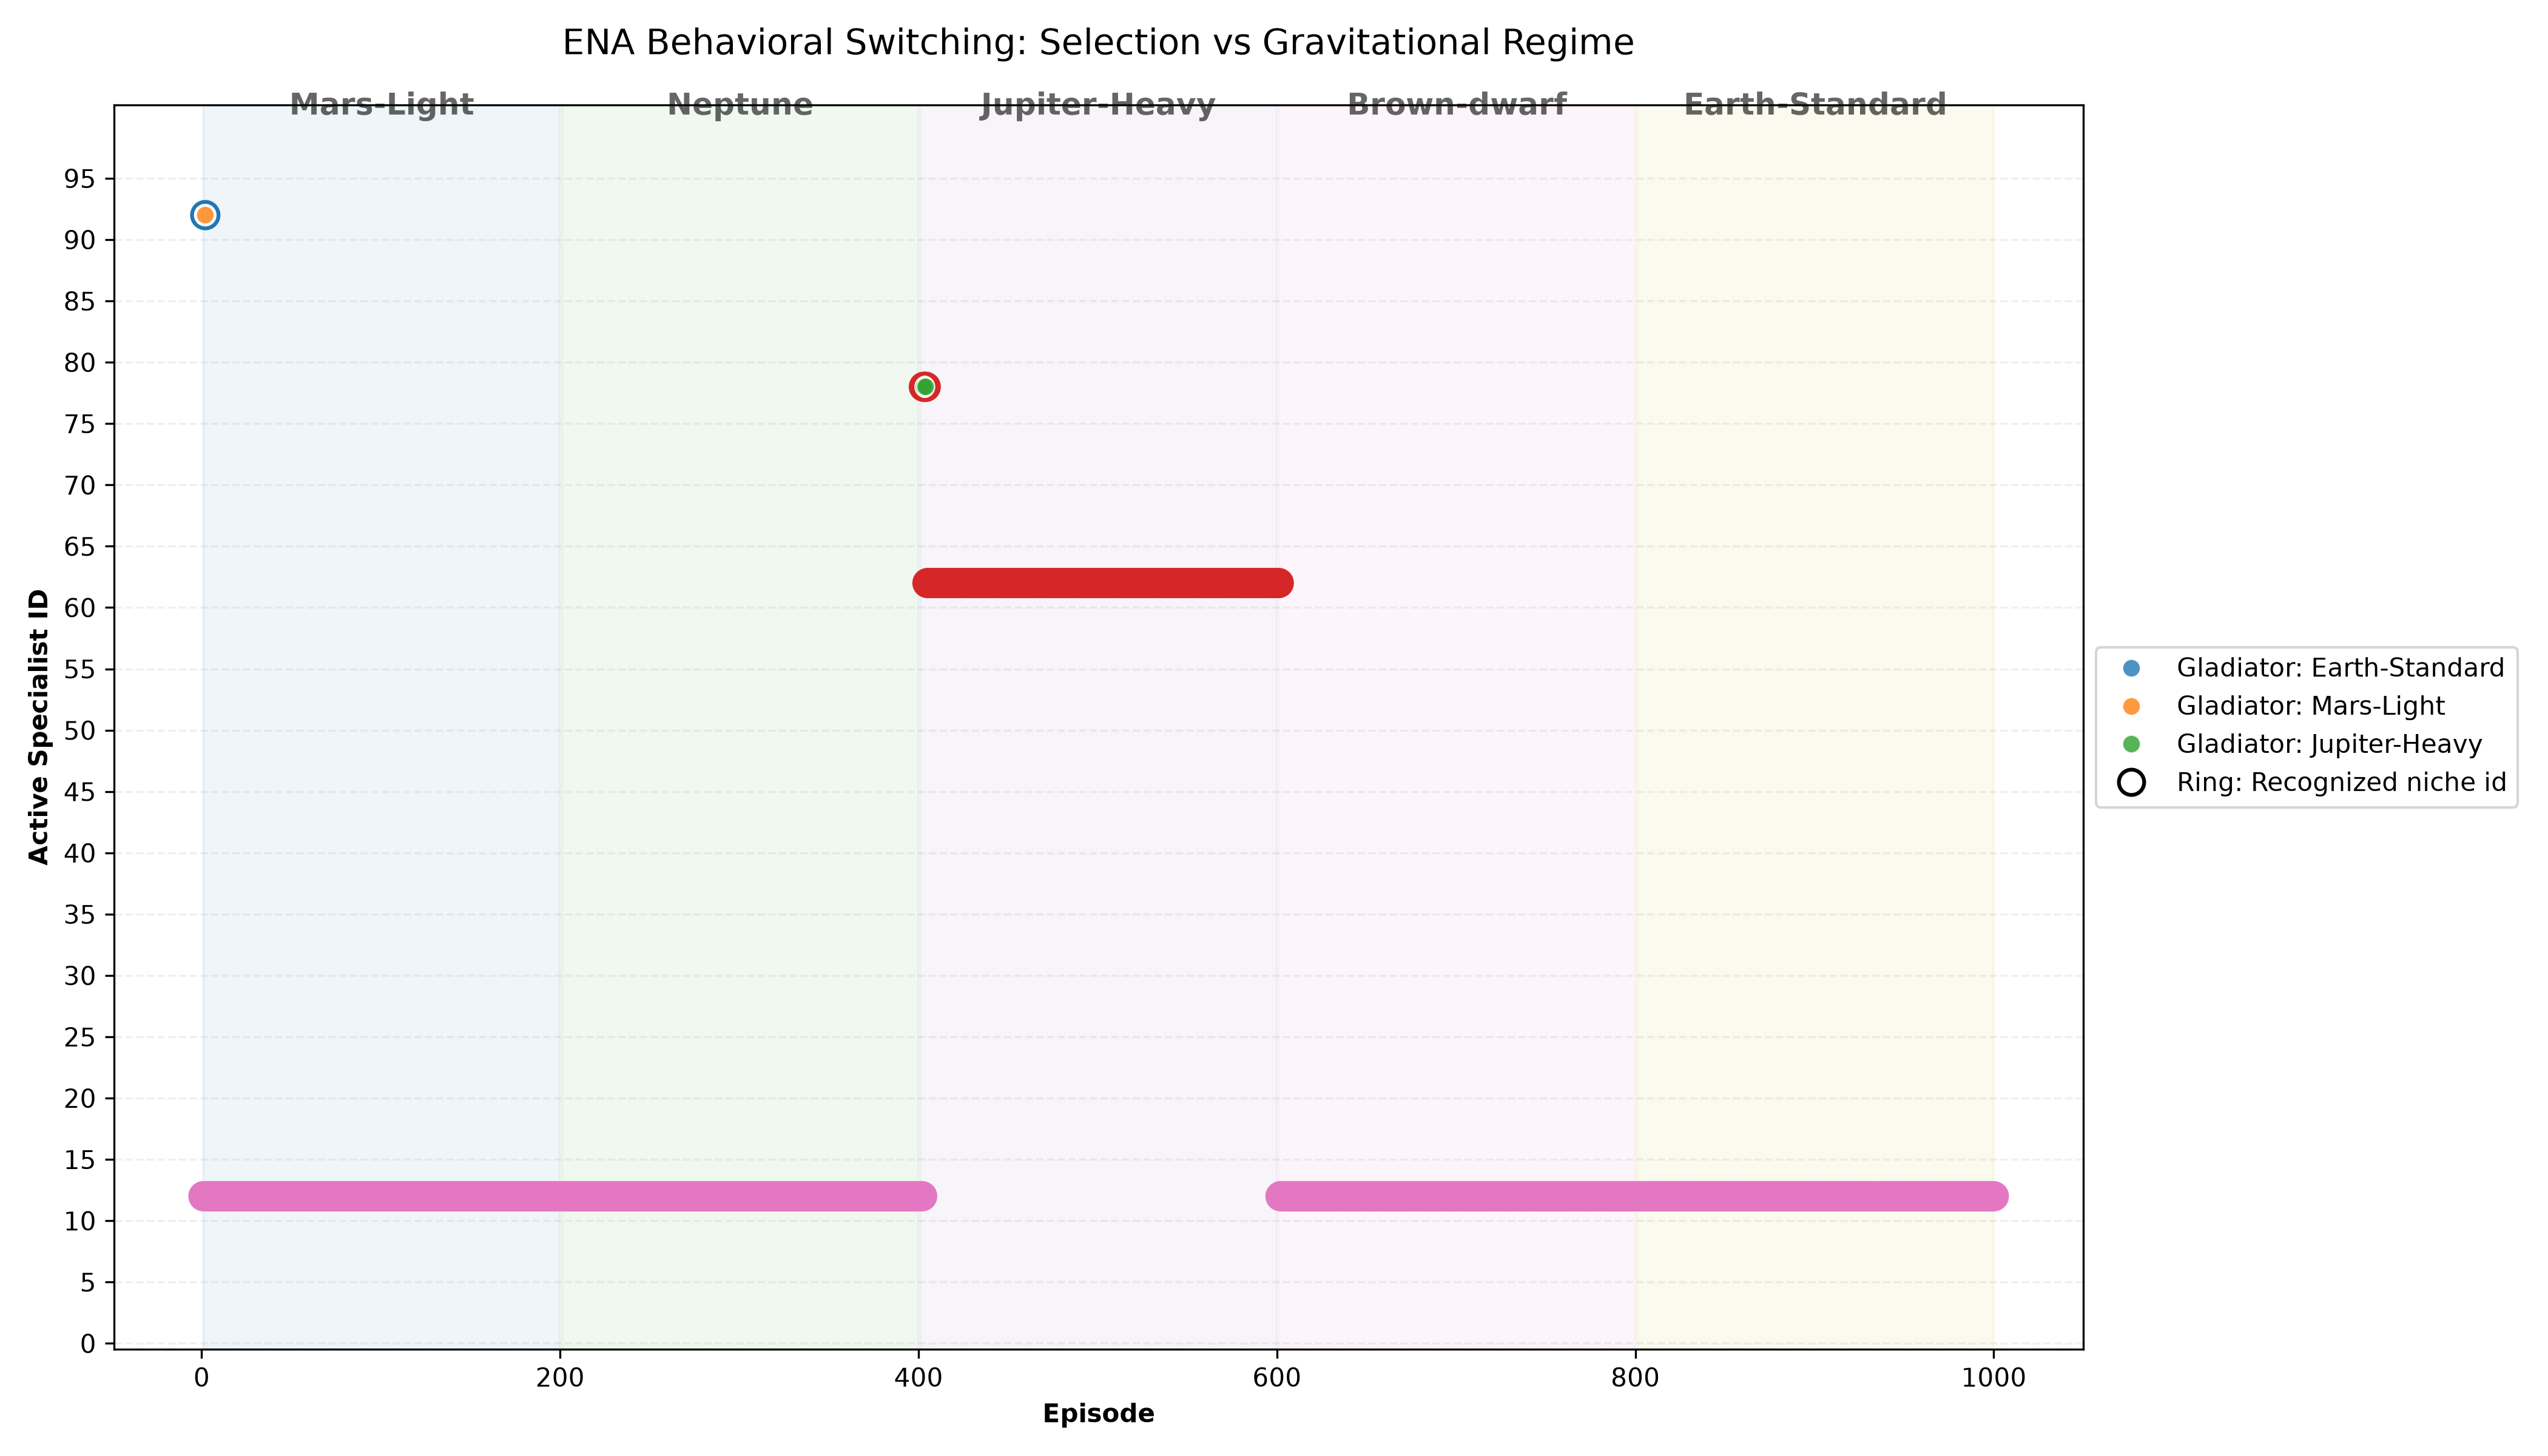 ENA Behavioral Switching: Selection vs Gravitational Regime
Mars-Light Neptune Jupiter-Heavy Brown-dwarf Earth-Standard
95
90
85
80
75
70
65
60
55
50
45
40
35
30
25
20
15
10
5
0
Active Specialist ID
0 200 400 600 800 1000
Episode
Gladiator: Earth-Standard
Gladiator: Mars-Light
Gladiator: Jupiter-Heavy
Ring: Recognized niche id